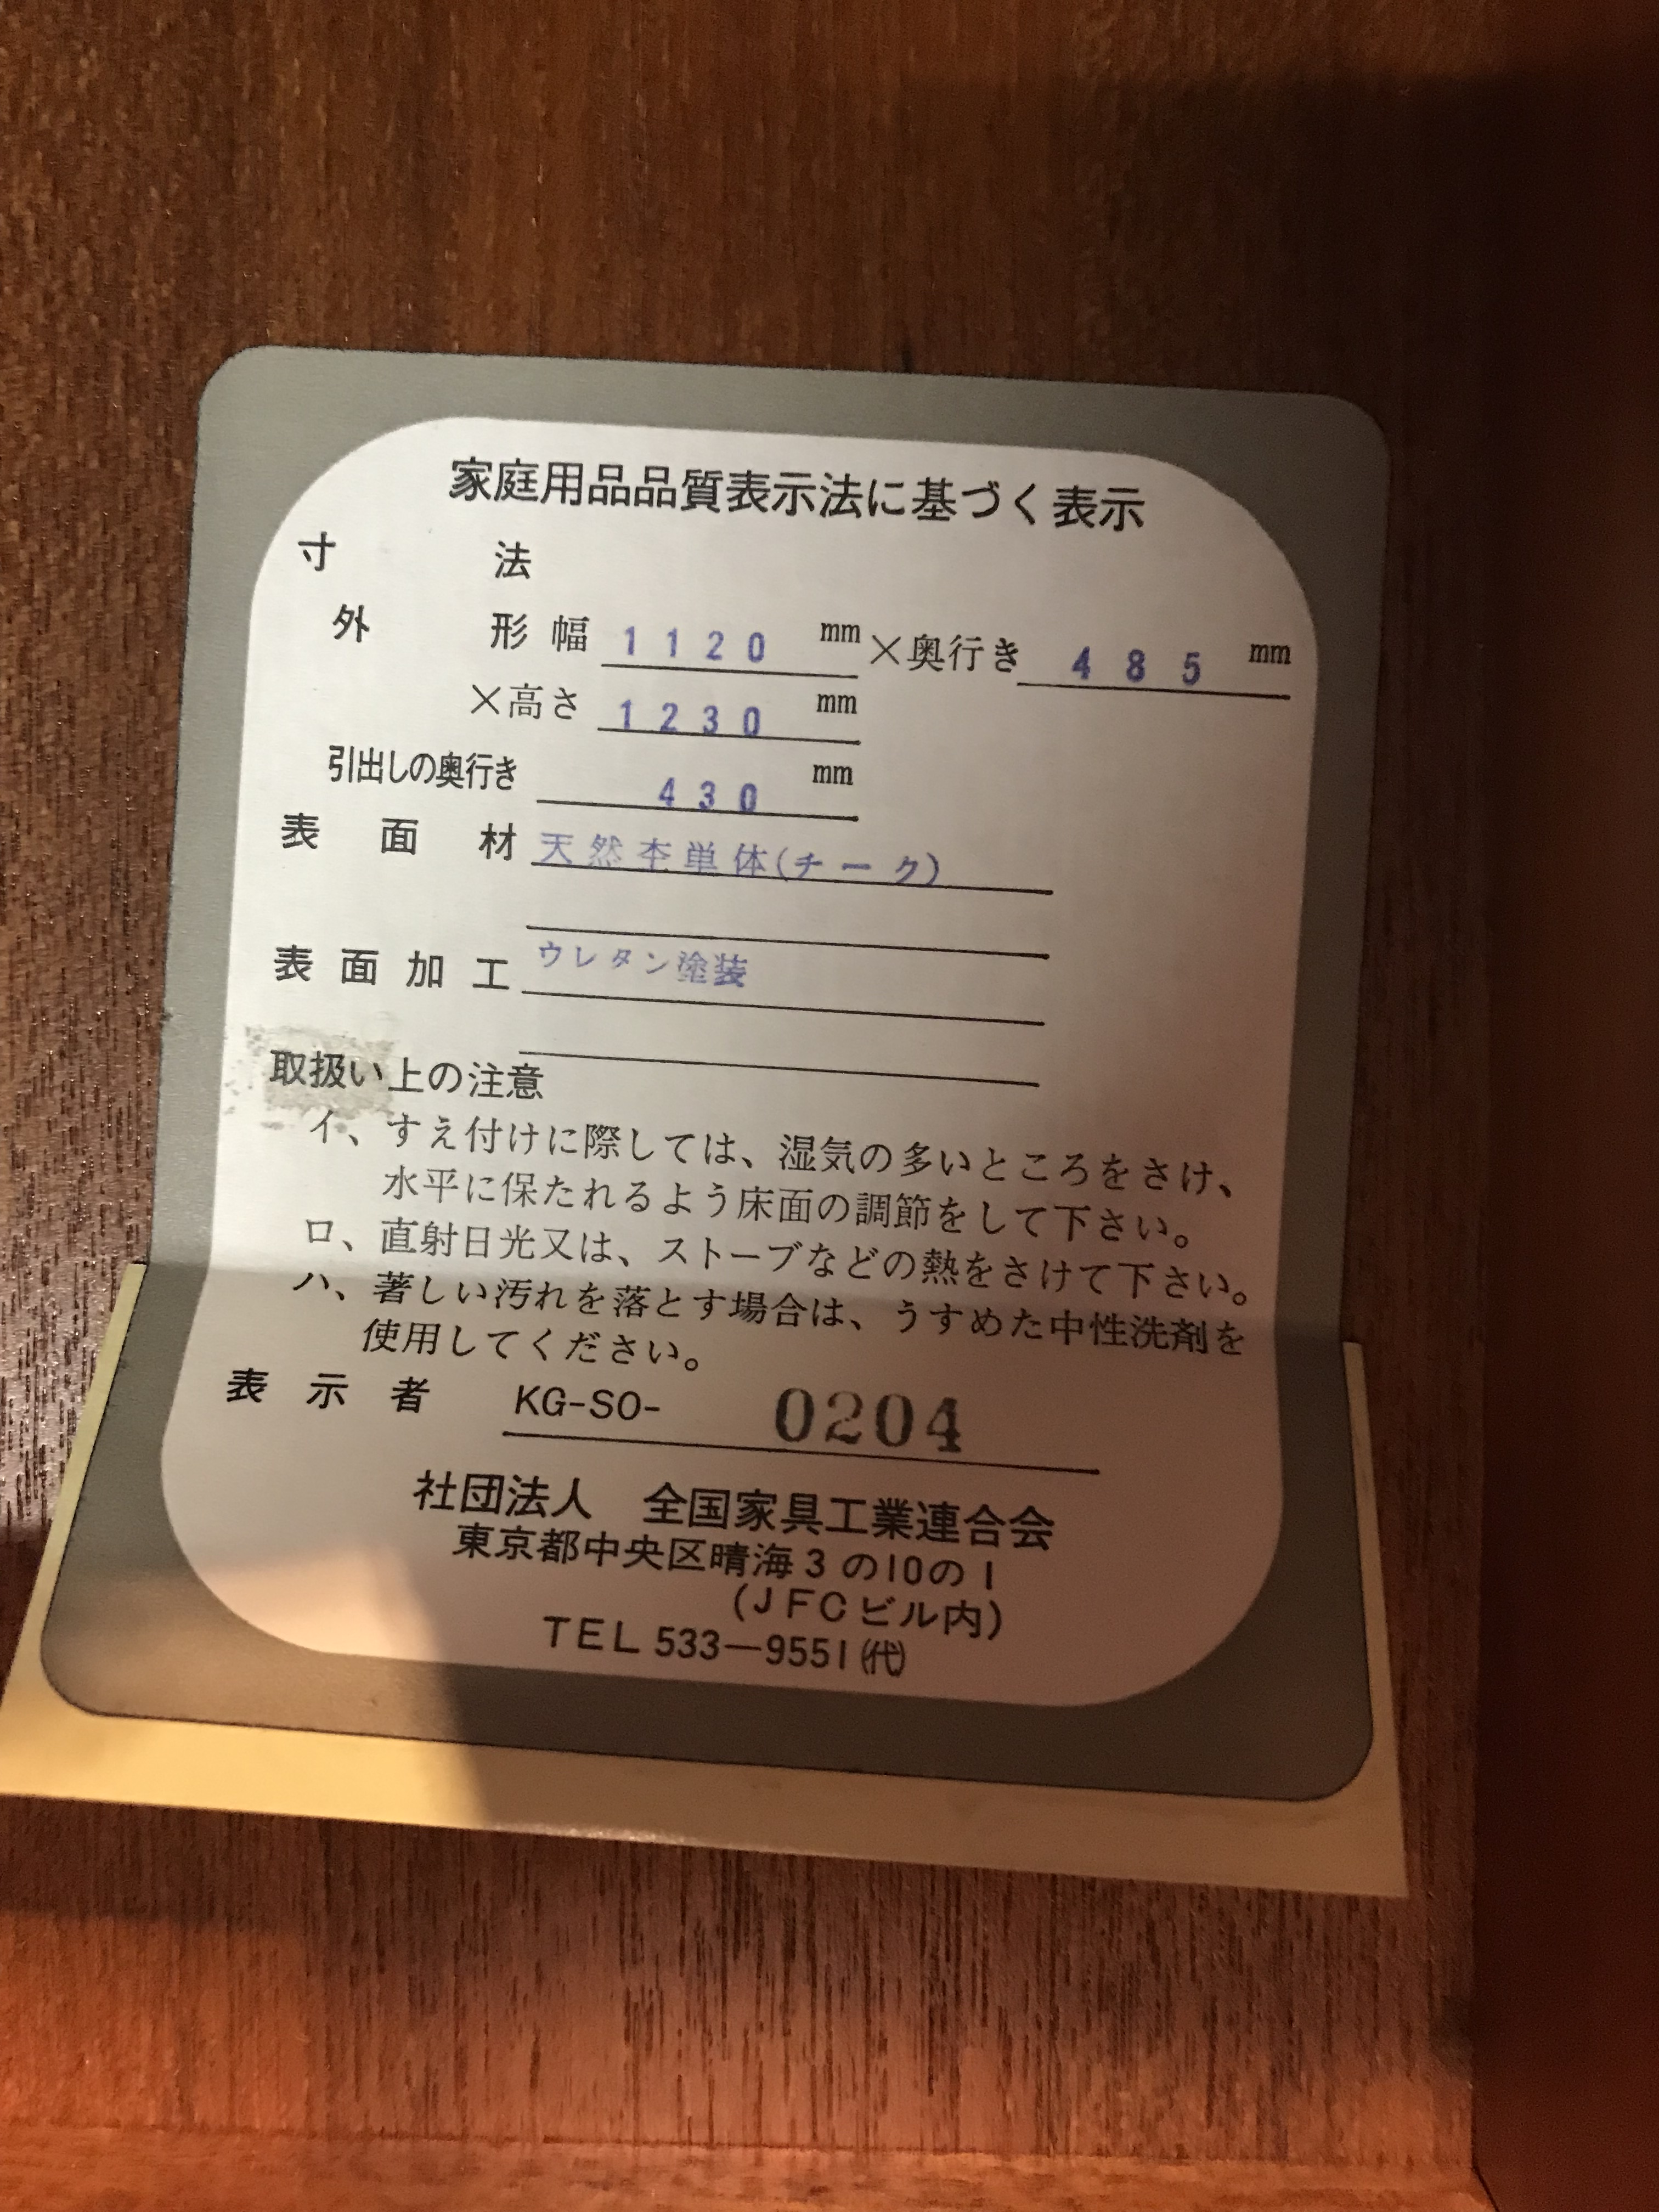 家庭用品品質表示法に基づく表示
寸法
外形 幅 1120 mm ×奥行き 485 mm
×高さ 1230 mm
引出しの奥行き 430 mm
表面材 天然杢単体(チーク)
表面加工 ウレタン塗装
取扱い上の注意
イ、すえ付けに際しては、湿気の多いところをさけ、
水平に保たれるよう床面の調節をして下さい。
ロ、直射日光又は、ストーブなどの熱をさけて下さい。
ハ、著しい汚れを落とす場合は、うすめた中性洗剤を
使用してください。
表示者 KG-SO- 0204
社団法人 全国家具工業連合会
東京都中央区晴海3の10の1
(JFCビル内)
TEL 533—9551㈹